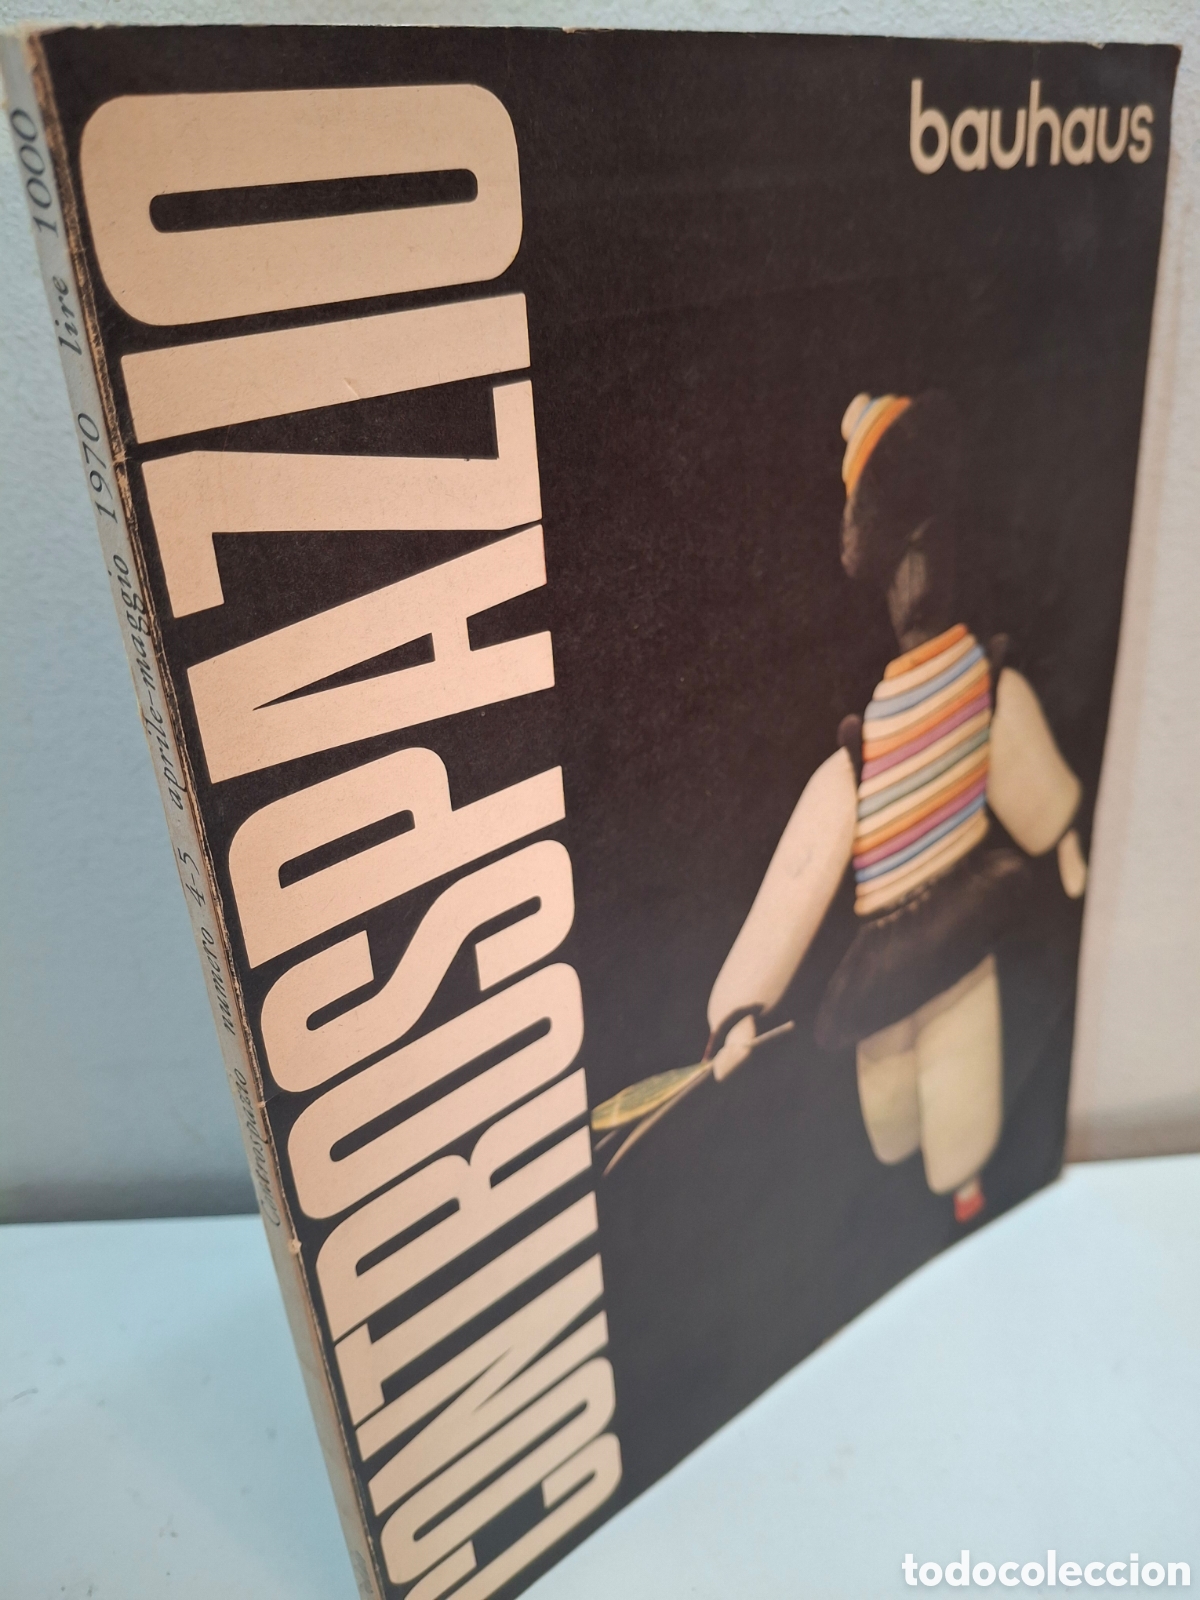 bauhaus
CONTROSPAZIO
Controspazio numero 4-5 aprile-maggio 1970 lire 1000
todocoleccion